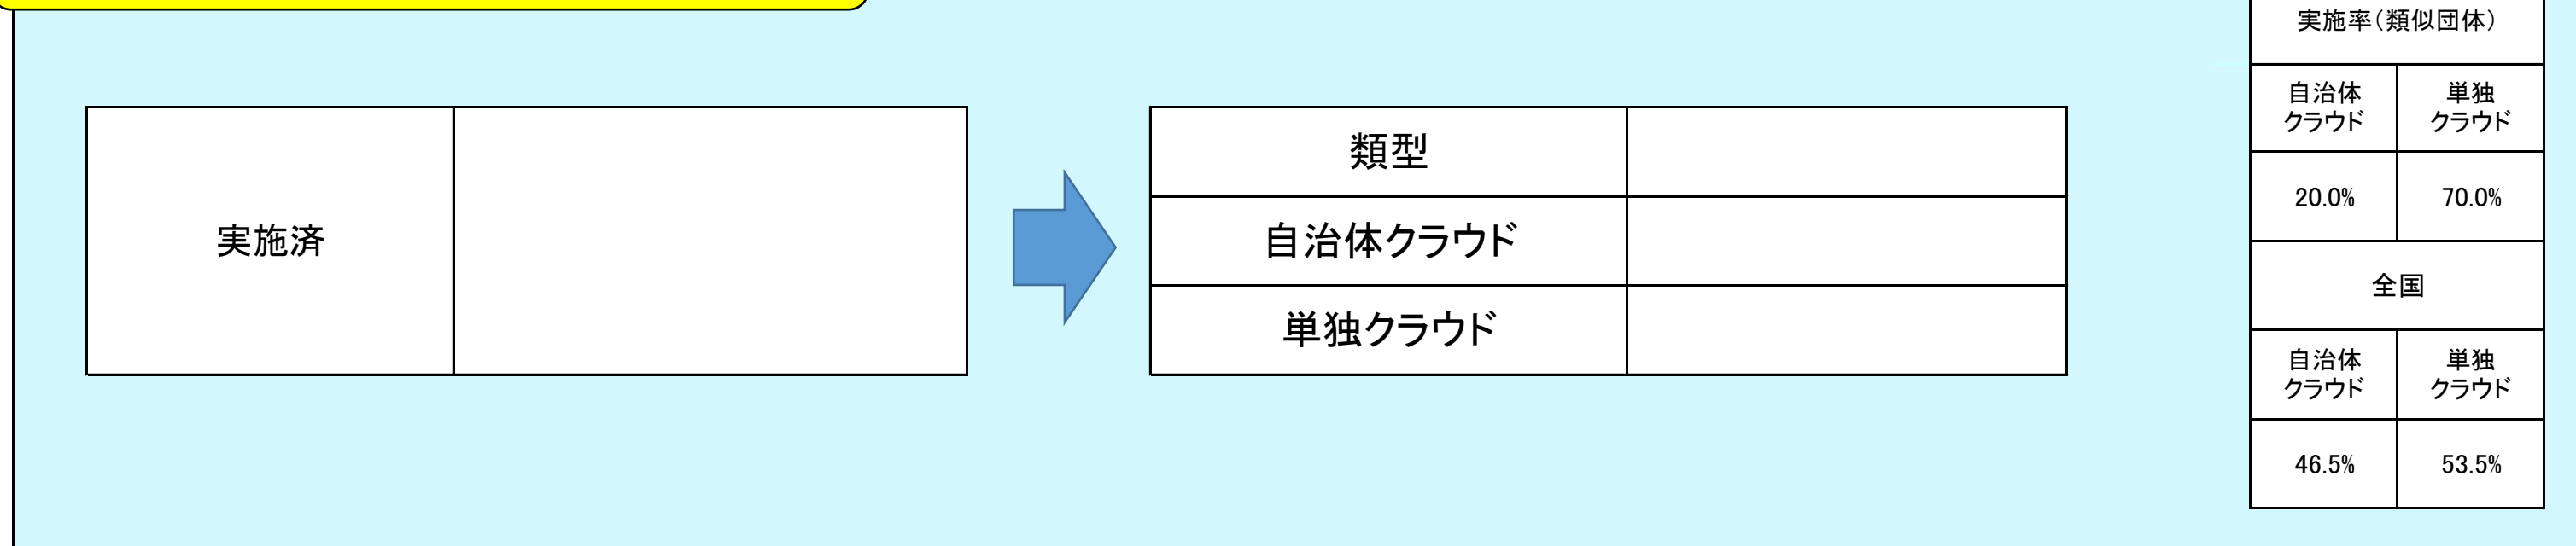 実施済
類型
自治体クラウド
単独クラウド
実施率(類似団体)
自治体 単独
クラウド クラウド
20.0% 70.0%
全国
自治体 単独
クラウド クラウド
46.5% 53.5%